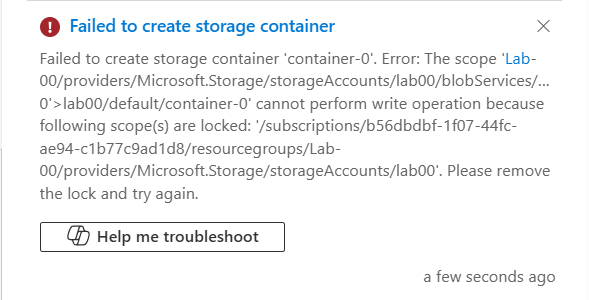 Failed to create storage container
Failed to create storage container 'container-0'. Error: The scope 'Lab-
00/providers/Microsoft.Storage/storageAccounts/lab00/blobServices/...
0'>lab00/default/container-0' cannot perform write operation because
following scope(s) are locked: '/subscriptions/b56dbdbf-1f07-44fc-
ae94-c1b77c9ad1d8/resourcegroups/Lab-
00/providers/Microsoft.Storage/storageAccounts/lab00'. Please remove
the lock and try again.
Help me troubleshoot
a few seconds ago